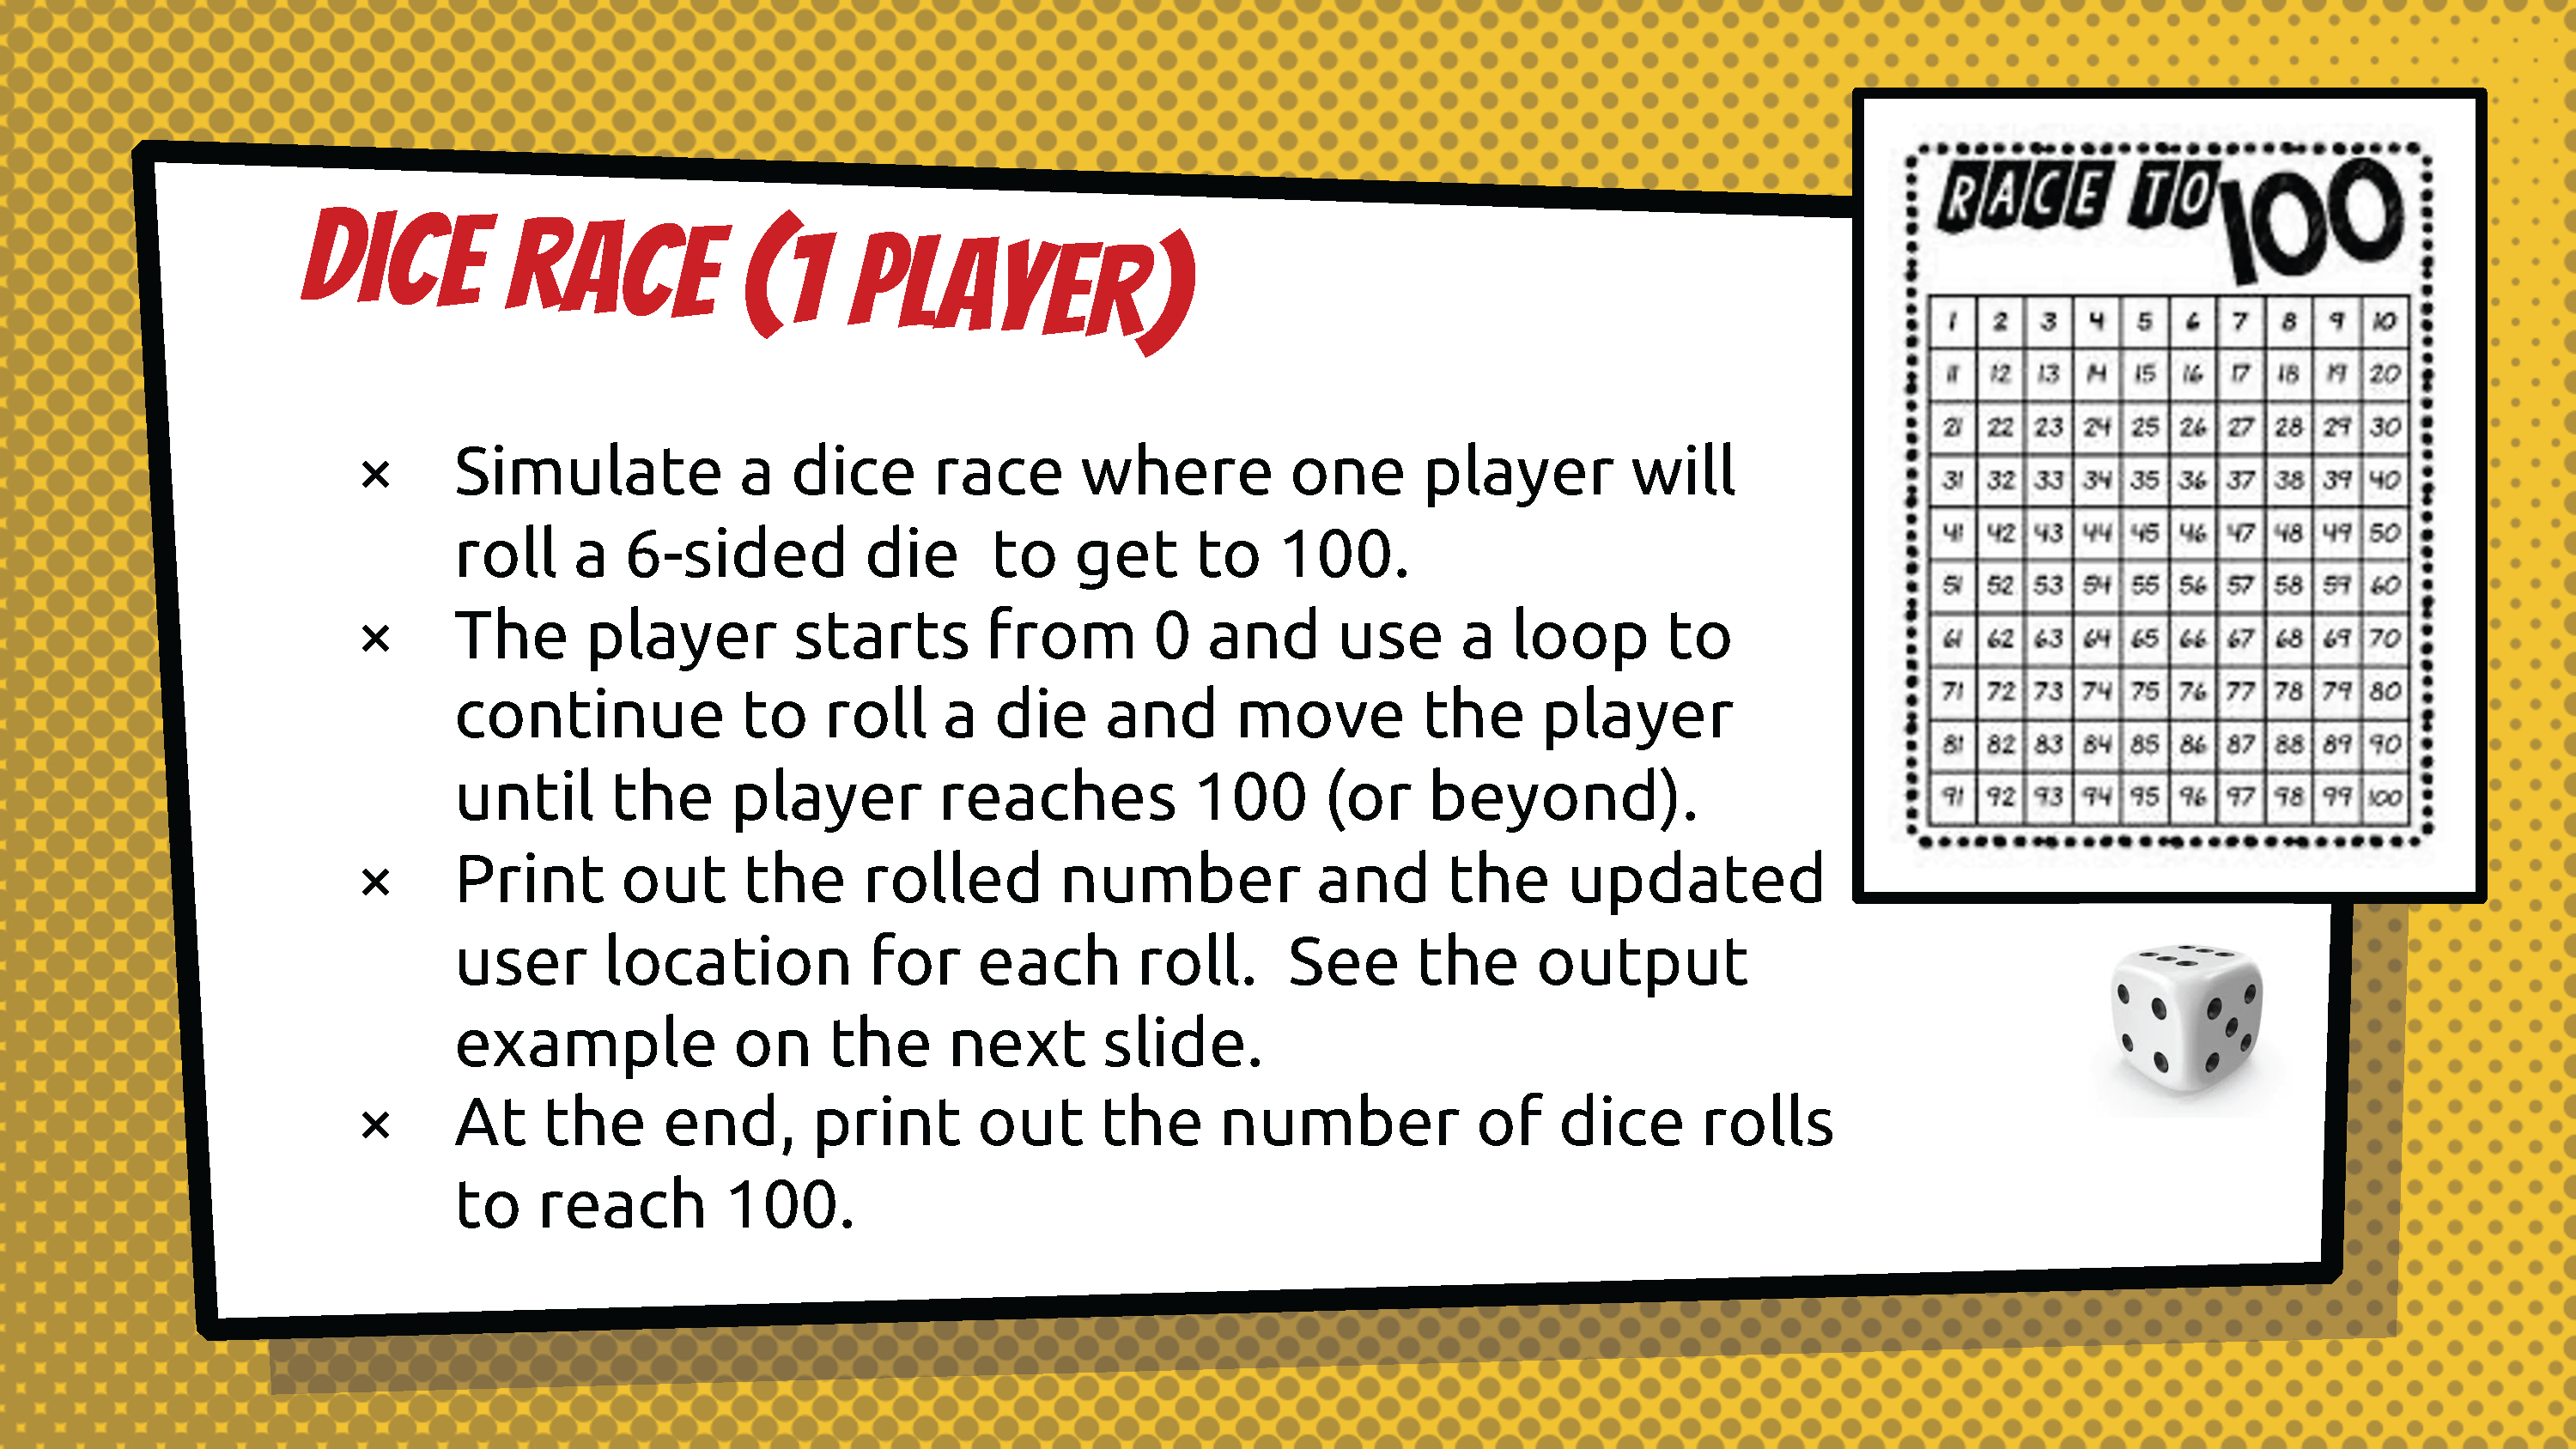 DICE RACE (1 PLAYER)
× Simulate a dice race where one player will
roll a 6-sided die to get to 100.
× The player starts from 0 and use a loop to
continue to roll a die and move the player
until the player reaches 100 (or beyond).
× Print out the rolled number and the updated
user location for each roll. See the output
example on the next slide.
× At the end, print out the number of dice rolls
to reach 100.
RACE TO 100
1 2 3 4 5 6 7 8 9 10
11 12 13 14 15 16 17 18 19 20
21 22 23 24 25 26 27 28 29 30
31 32 33 34 35 36 37 38 39 40
41 42 43 44 45 46 47 48 49 50
51 52 53 54 55 56 57 58 59 60
61 62 63 64 65 66 67 68 69 70
71 72 73 74 75 76 77 78 79 80
81 82 83 84 85 86 87 88 89 90
91 92 93 94 95 96 97 98 99 100